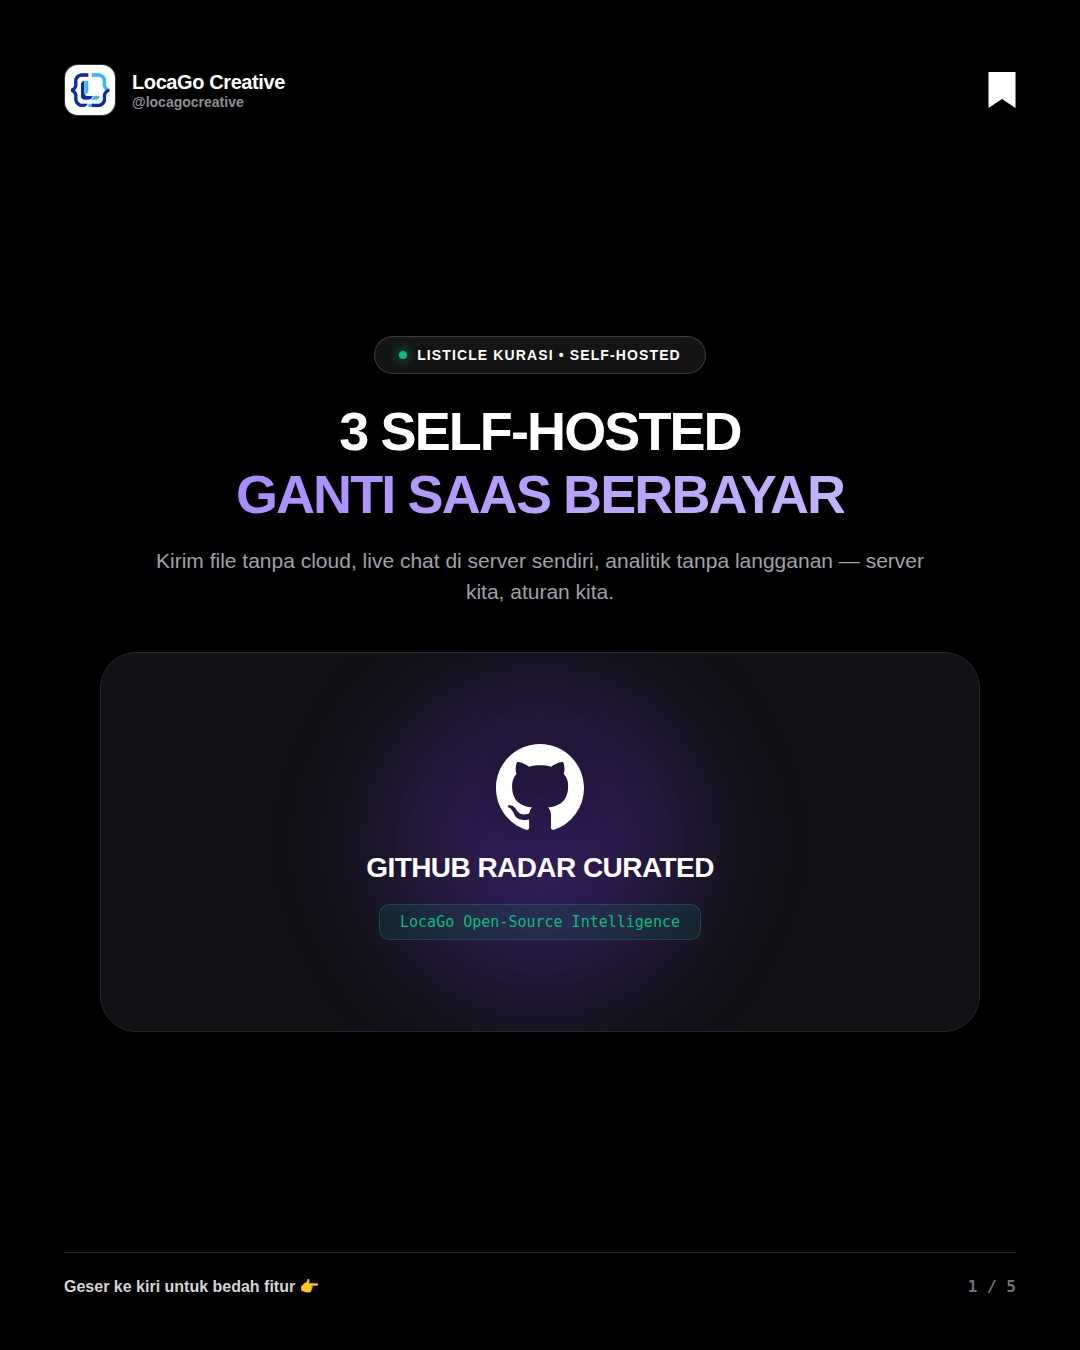 LocaGo Creative
@locagocreative
LISTICLE KURASI • SELF-HOSTED
3 SELF-HOSTED
GANTI SAAS BERBAYAR
Kirim file tanpa cloud, live chat di server sendiri, analitik tanpa langganan — server
kita, aturan kita.
GITHUB RADAR CURATED
LocaGo Open-Source Intelligence
Geser ke kiri untuk bedah fitur 👉
1 / 5